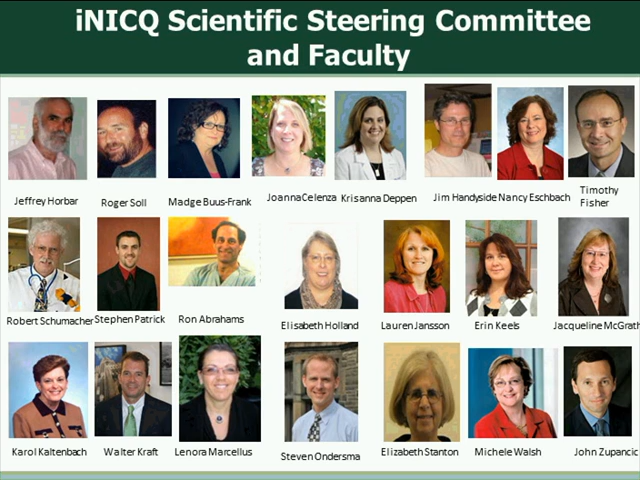 iNICQ Scientific Steering Committee
and Faculty
Jeffrey Horbar
Roger Soll
Madge Buus-Frank
JoannaCelenza
Krisanna Deppen
Jim Handyside
Nancy Eschbach
Timothy
Fisher
Robert Schumacher
Stephen Patrick
Ron Abrahams
Elisabeth Holland
Lauren Jansson
Erin Keels
Jacqueline McGrath
Karol Kaltenbach
Walter Kraft
Lenora Marcellus
Steven Ondersma
Elizabeth Stanton
Michele Walsh
John Zupancic